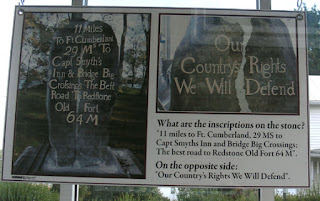 11 Miles
To Ft Cumberland
29 Ms To
Capt Smyth's
Inn & Bridge Big
Crossings The Best
Road To Redstone
Old Fort
64 M
Our
Countrys Rights
We Will Defend
What are the inscriptions on the stone?
"11 miles to Ft. Cumberland, 29 MS to
Capt Smyths Inn and Bridge Big Crossings:
The best road to Redstone Old Fort 64 M".
On the opposite side:
"Our Country's Rights We Will Defend".